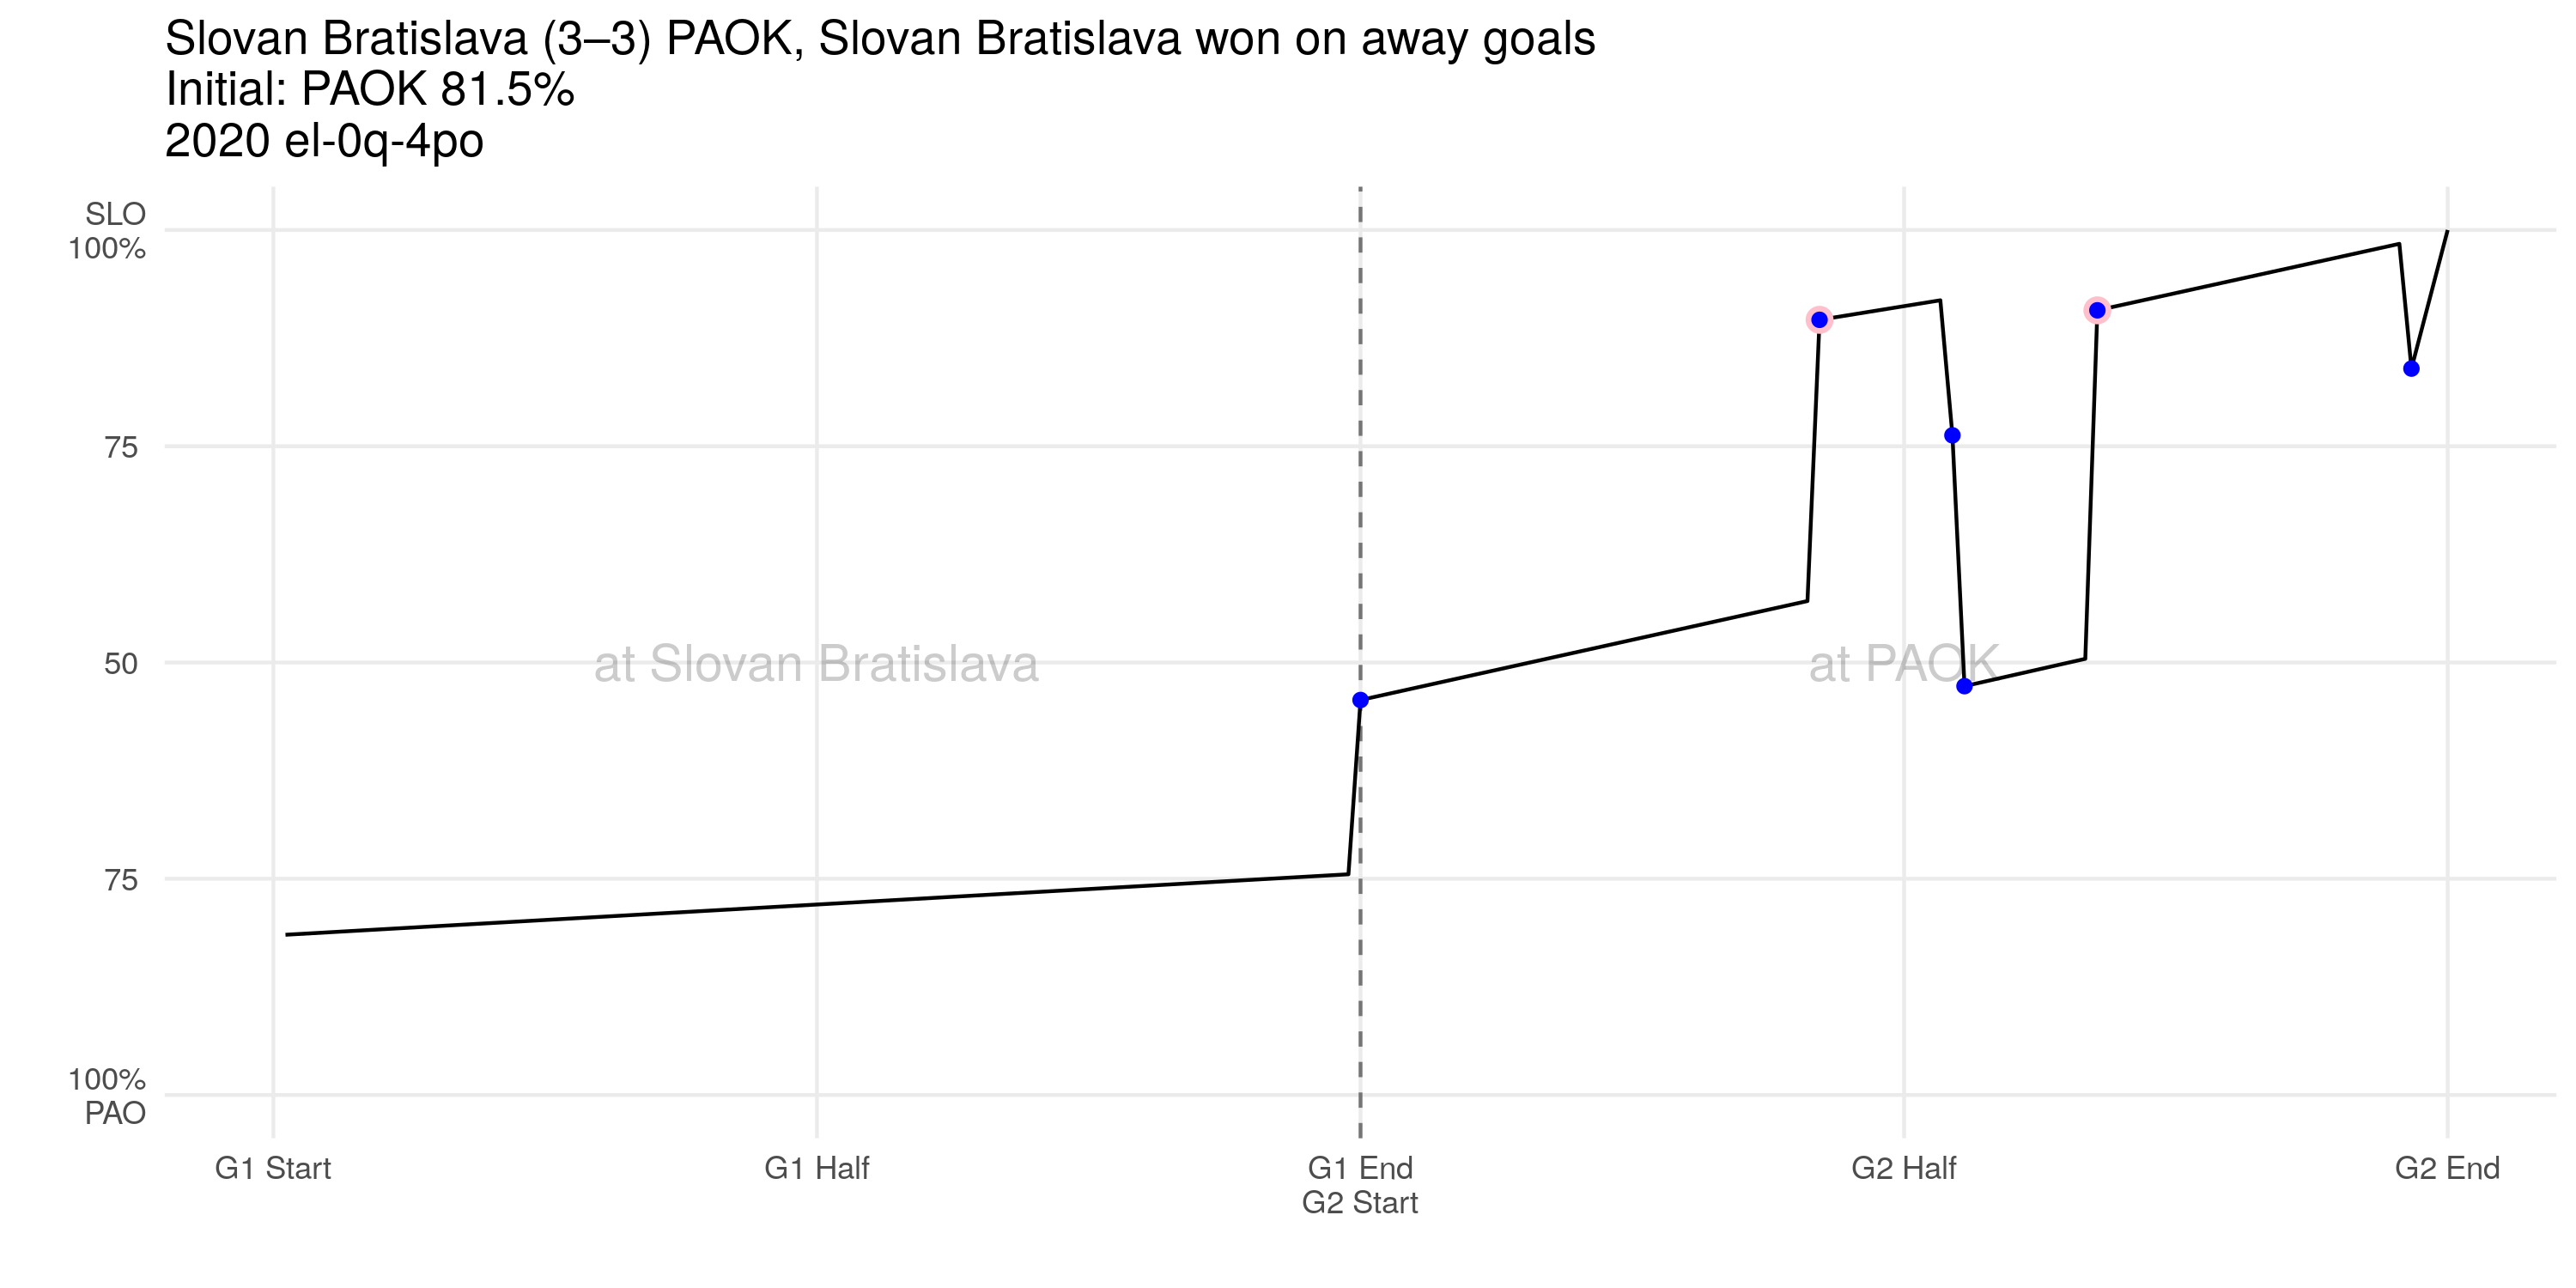 Slovan Bratislava (3–3) PAOK, Slovan Bratislava won on away goals
Initial: PAOK 81.5%
2020 el-0q-4po
SLO
100%
75
50
75
100%
PAO
at Slovan Bratislava
at PAOK
G1 Start
G1 Half
G1 End
G2 Start
G2 Half
G2 End